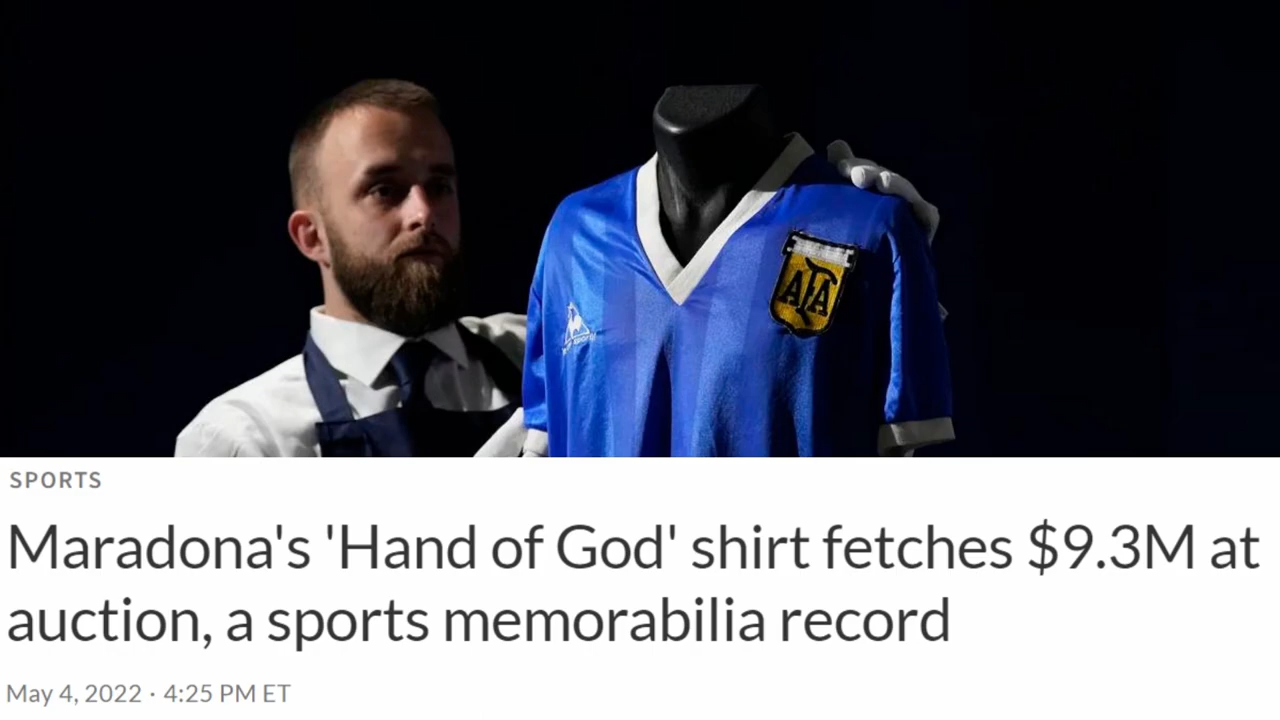 AFA
SPORTS
Maradona's 'Hand of God' shirt fetches $9.3M at
auction, a sports memorabilia record
May 4, 2022 · 4:25 PM ET